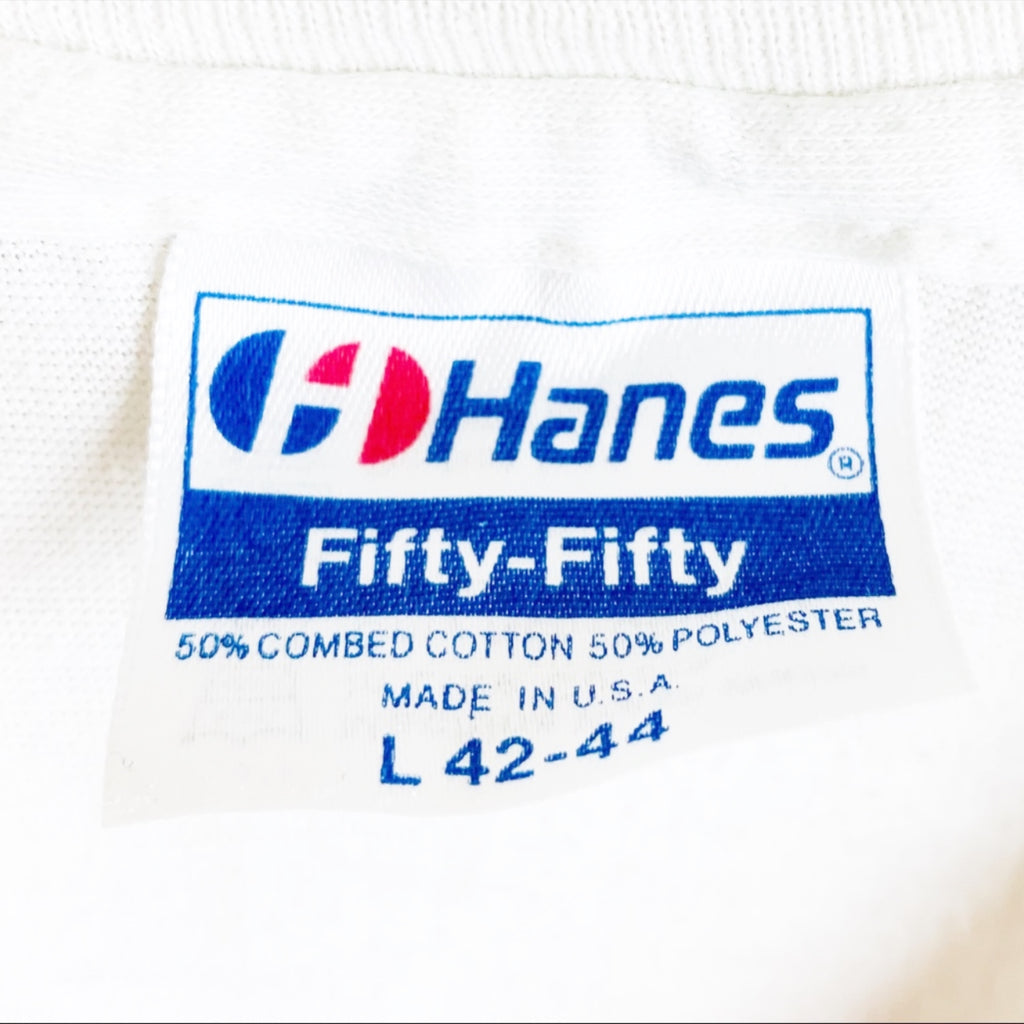 H Hanes®
Fifty-Fifty
50% COMBED COTTON 50% POLYESTER
MADE IN U.S.A.
L 42-44